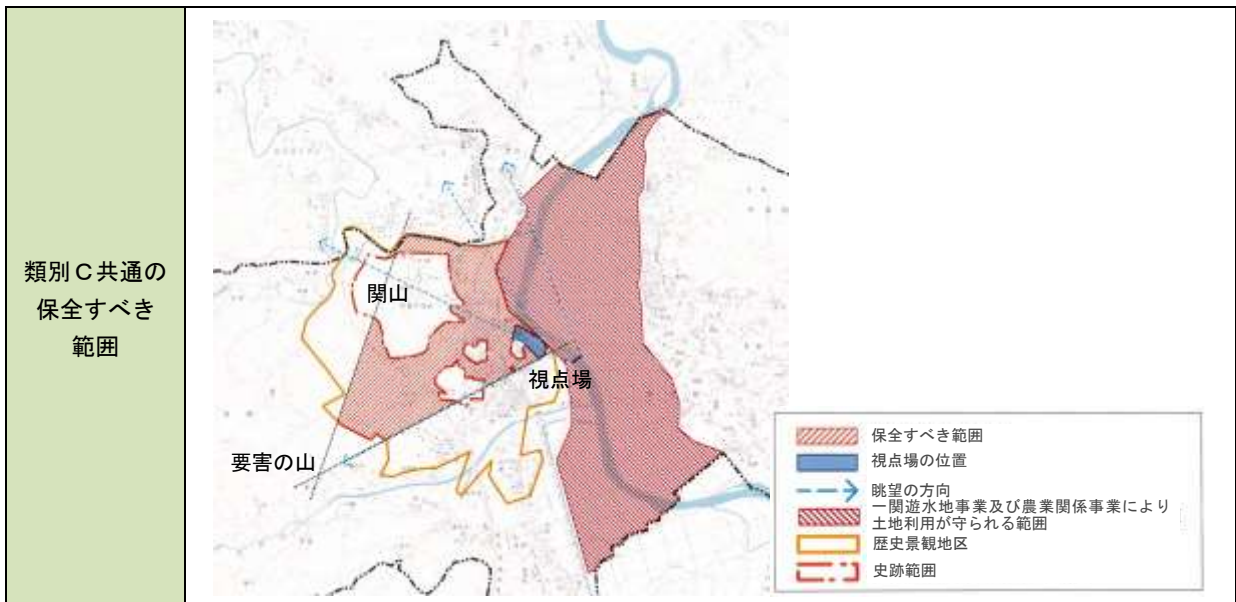 類別C共通の
保全すべき
範囲
関山
視点場
要害の山
保全すべき範囲
視点場の位置
眺望の方向
一関遊水地事業及び農業関係事業により
土地利用が守られる範囲
歴史景観地区
史跡範囲